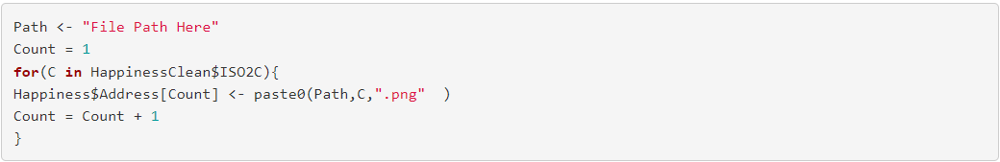 Path <- "File Path Here"
Count = 1
for(C in HappinessClean$ISO2C){
Happiness$Address[Count] <- paste0(Path,C,".png"  )
Count = Count + 1
}